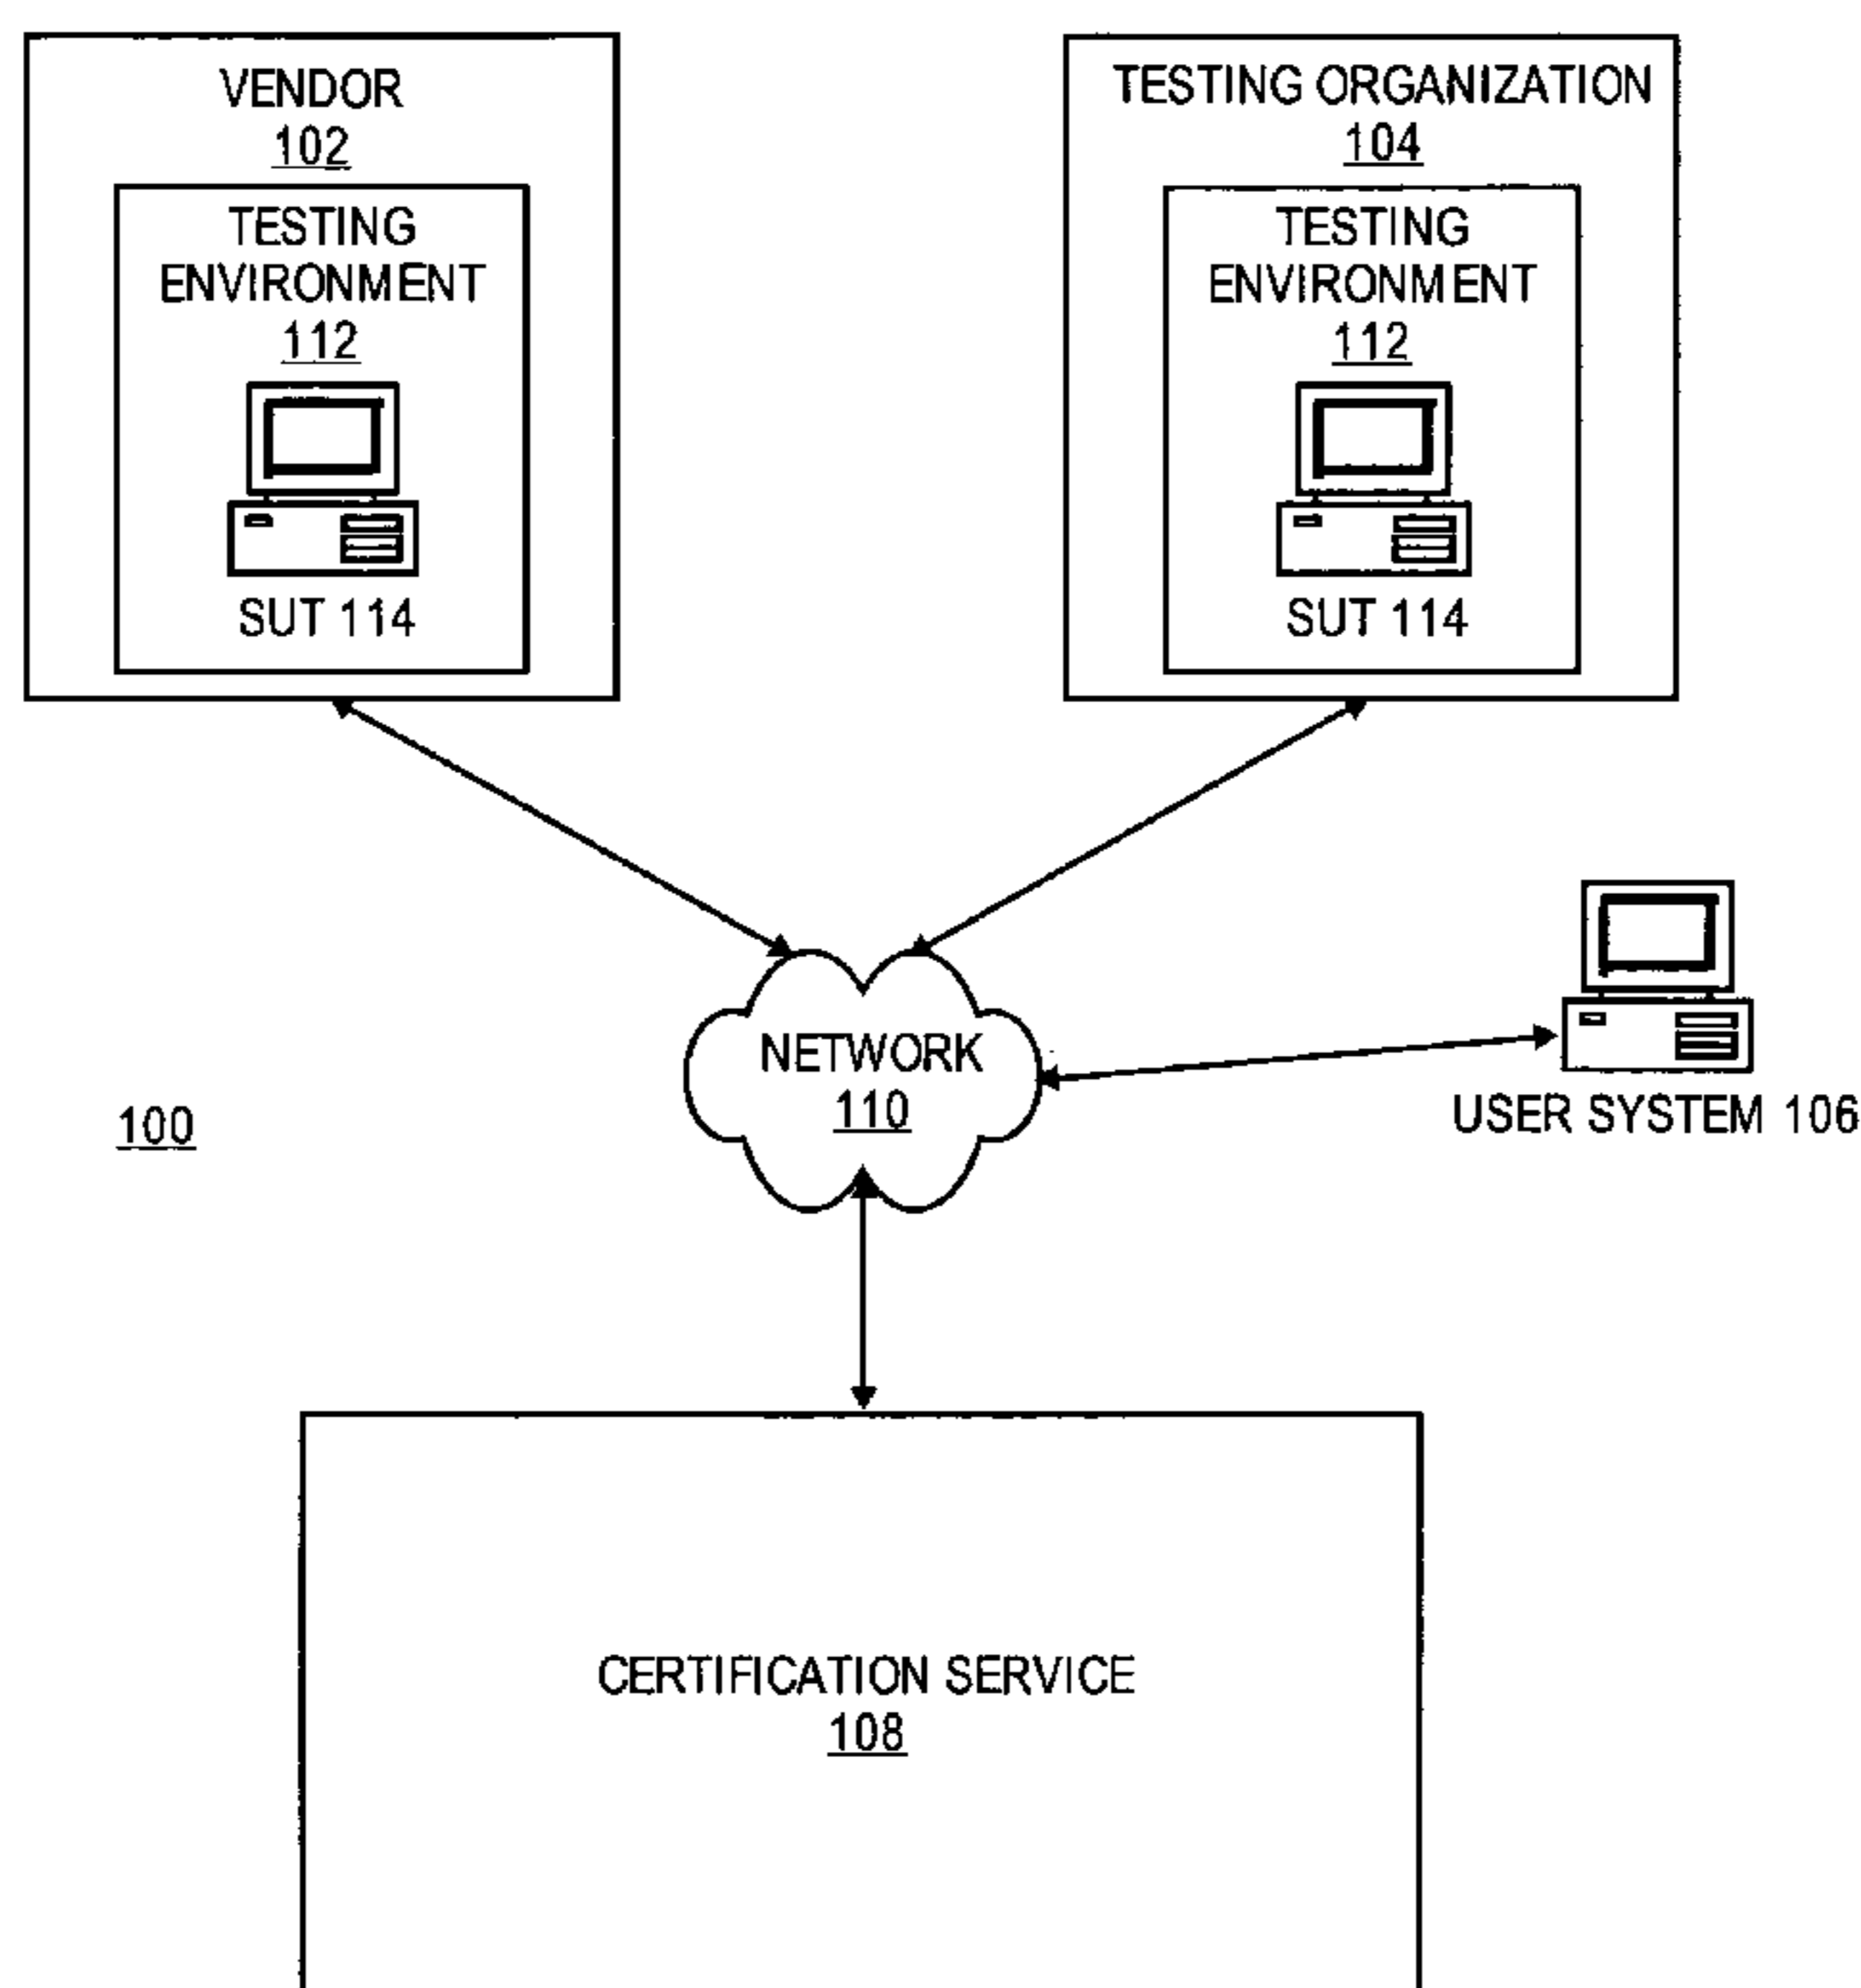 VENDOR
102
TESTING
ENVIRONMENT
112
SUT 114
TESTING ORGANIZATION
104
TESTING
ENVIRONMENT
112
SUT 114
NETWORK
110
USER SYSTEM 106
100
CERTIFICATION SERVICE
108